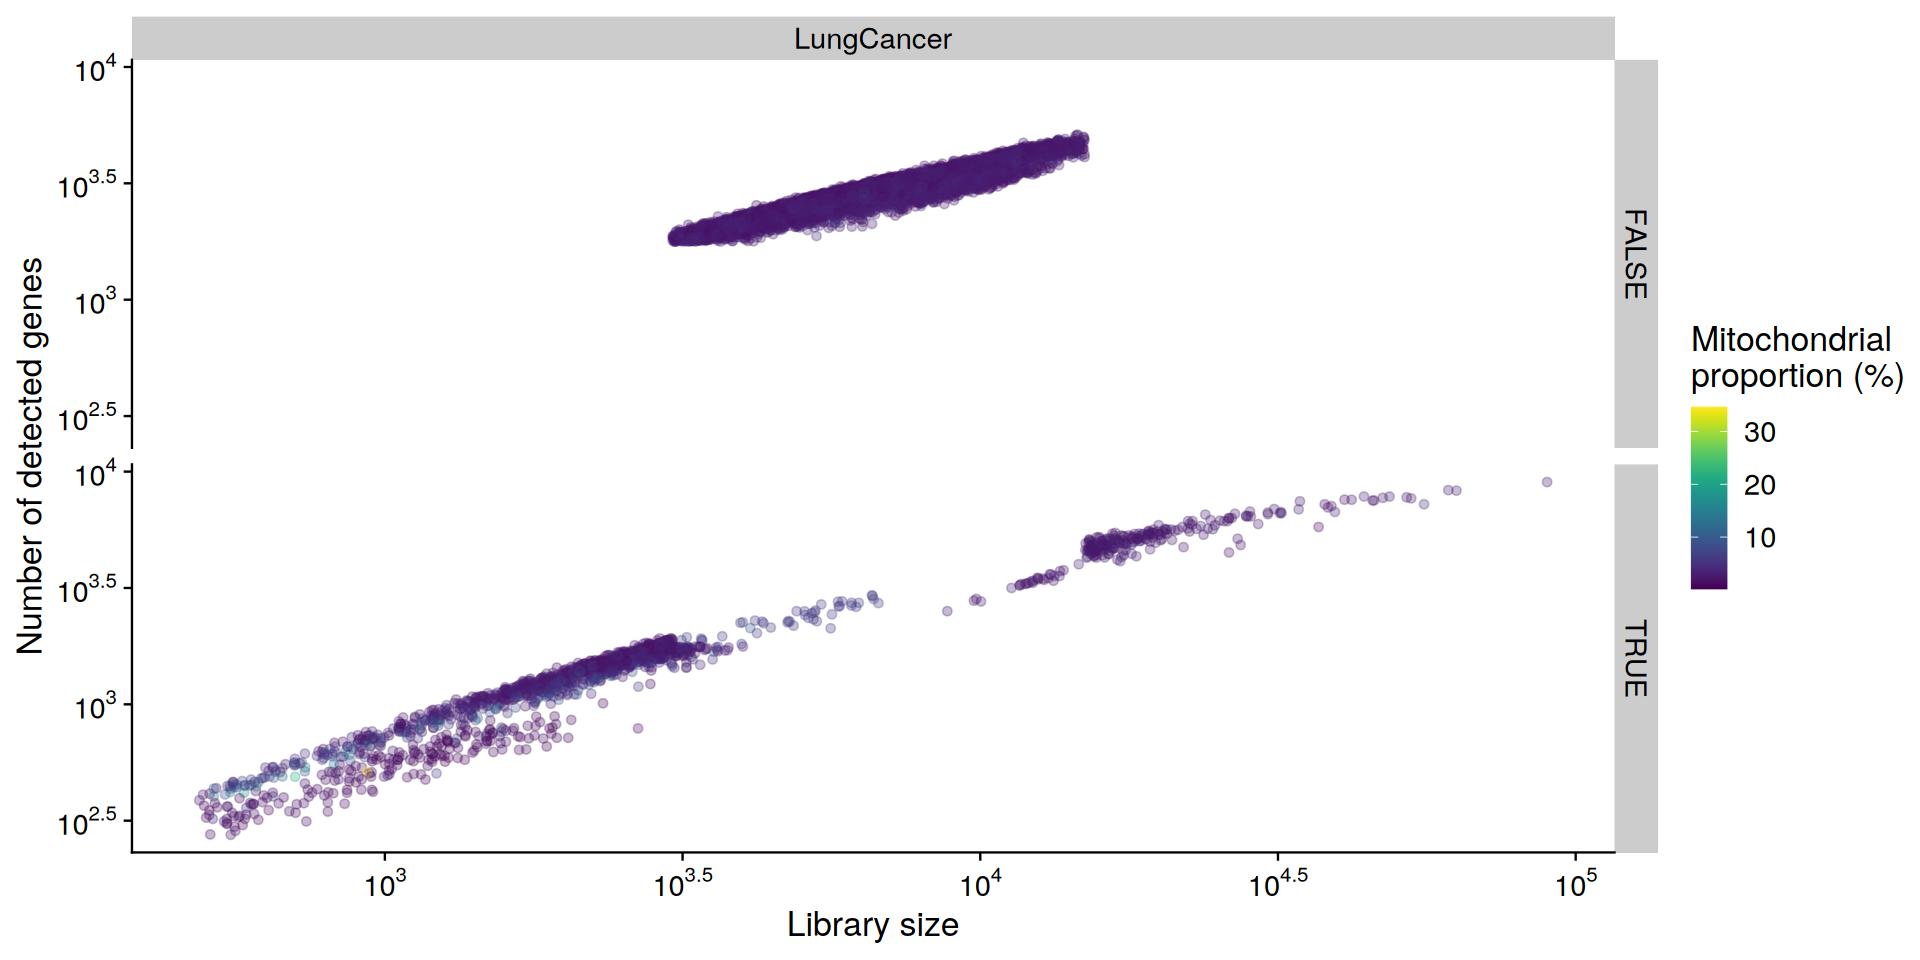 LungCancer
10^4
10^3.5
10^3
10^2.5
FALSE
10^4
10^3.5
10^3
10^2.5
TRUE
Number of detected genes
10^3
10^3.5
10^4
10^4.5
10^5
Library size
Mitochondrial
proportion (%)
30
20
10